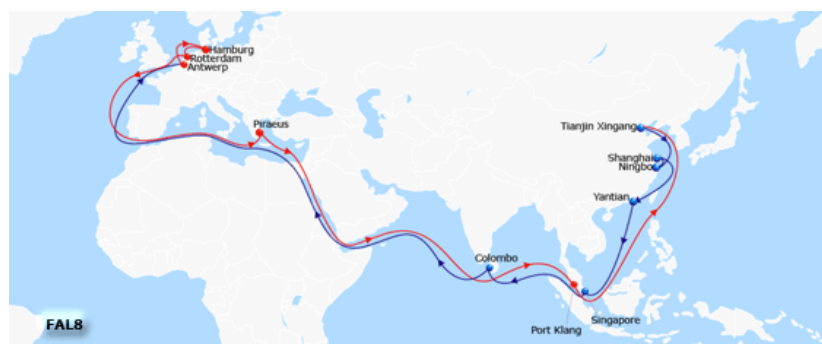 Hamburg
Rotterdam
Antwerp
Piraeus
Tianjin Xingang
Shanghai
Ningbo
Yantian
Colombo
Singapore
Port Klang
FAL8